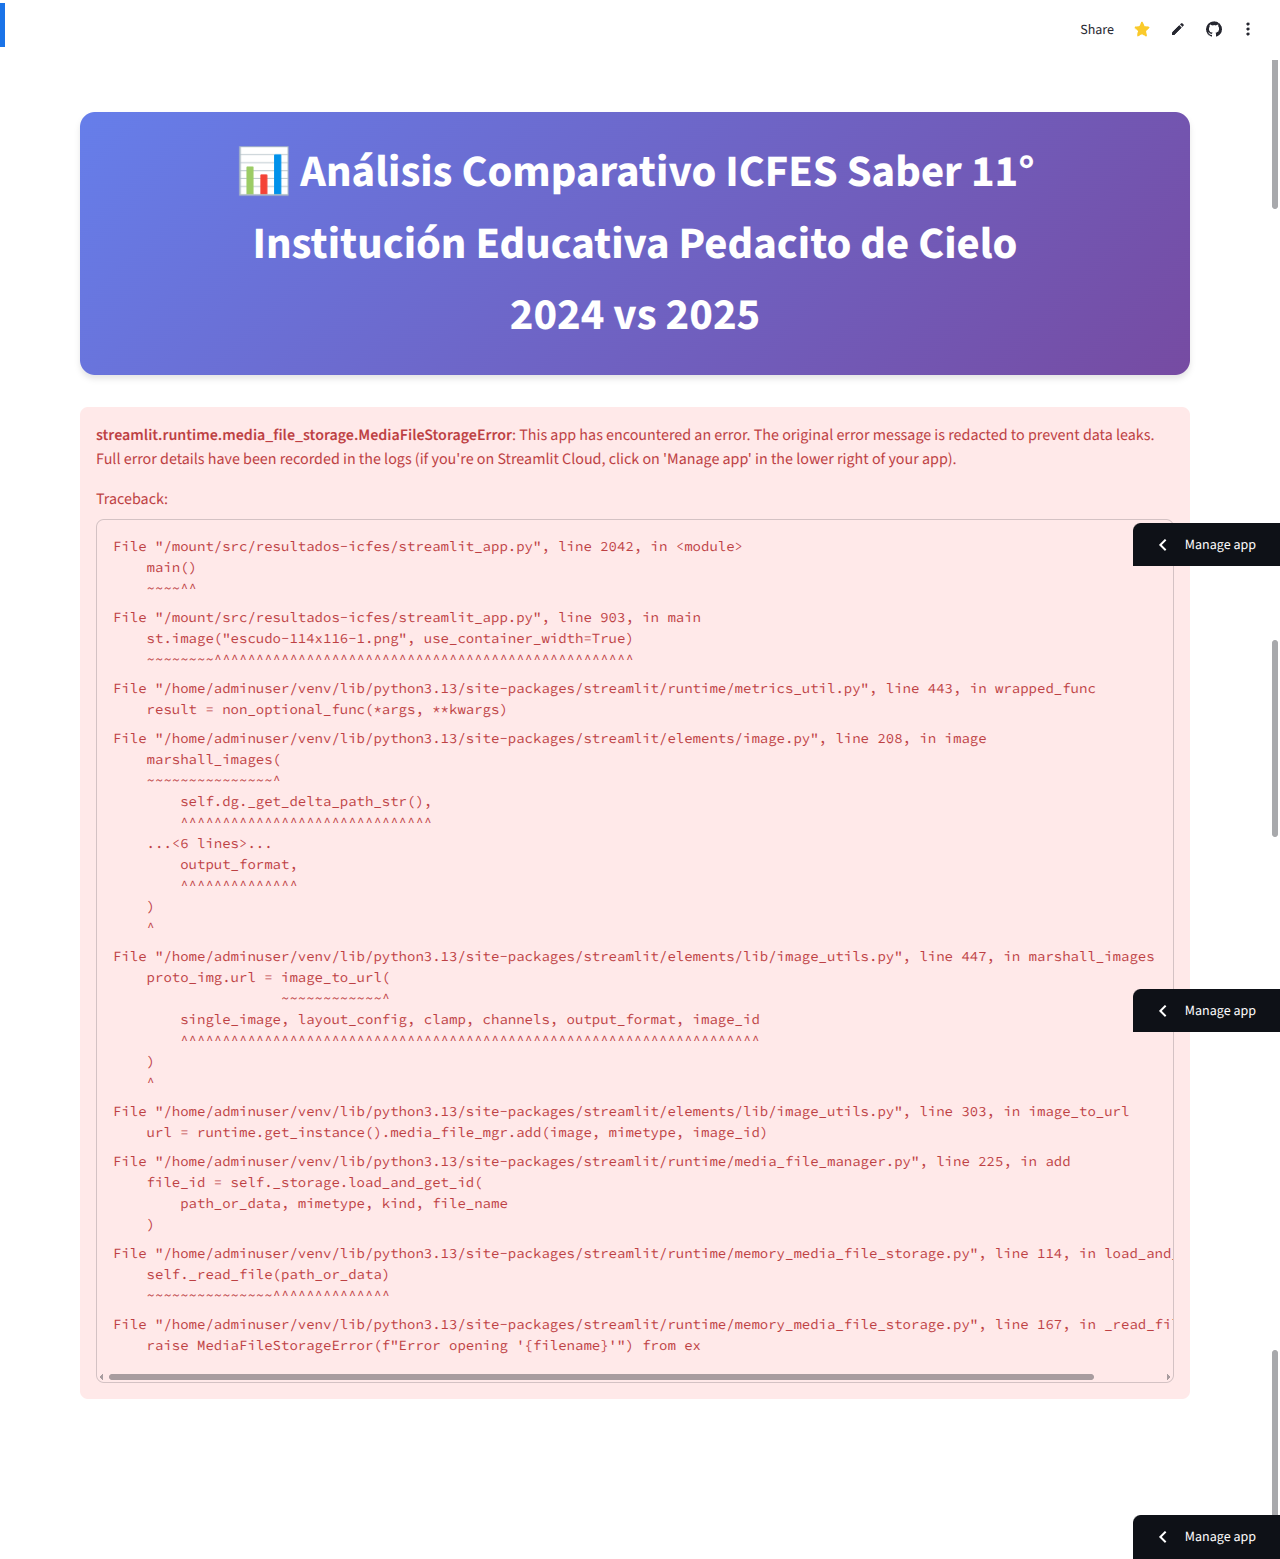 Share
📊 Análisis Comparativo ICFES Saber 11°
Institución Educativa Pedacito de Cielo
2024 vs 2025
streamlit.runtime.media_file_storage.MediaFileStorageError: This app has encountered an error. The original error message is redacted to prevent data leaks.
Full error details have been recorded in the logs (if you're on Streamlit Cloud, click on 'Manage app' in the lower right of your app).
Traceback:
File "/mount/src/resultados-icfes/streamlit_app.py", line 2042, in <module>
    main()
    ~~~~^^
Manage app
File "/mount/src/resultados-icfes/streamlit_app.py", line 903, in main
    st.image("escudo-114x116-1.png", use_container_width=True)
    ~~~~~~~~^^^^^^^^^^^^^^^^^^^^^^^^^^^^^^^^^^^^^^^^^^^^^^^^^^
File "/home/adminuser/venv/lib/python3.13/site-packages/streamlit/runtime/metrics_util.py", line 443, in wrapped_func
    result = non_optional_func(*args, **kwargs)
File "/home/adminuser/venv/lib/python3.13/site-packages/streamlit/elements/image.py", line 208, in image
    marshall_images(
    ~~~~~~~~~~~~~~~^
        self.dg._get_delta_path_str(),
        ^^^^^^^^^^^^^^^^^^^^^^^^^^^^^^
    ...<6 lines>...
        output_format,
        ^^^^^^^^^^^^^^
    )
    ^
File "/home/adminuser/venv/lib/python3.13/site-packages/streamlit/elements/lib/image_utils.py", line 447, in marshall_images
    proto_img.url = image_to_url(
                    ~~~~~~~~~~~~^
        single_image, layout_config, clamp, channels, output_format, image_id
        ^^^^^^^^^^^^^^^^^^^^^^^^^^^^^^^^^^^^^^^^^^^^^^^^^^^^^^^^^^^^^^^^^^^^^
Manage app
    )
    ^
File "/home/adminuser/venv/lib/python3.13/site-packages/streamlit/elements/lib/image_utils.py", line 303, in image_to_url
    url = runtime.get_instance().media_file_mgr.add(image, mimetype, image_id)
File "/home/adminuser/venv/lib/python3.13/site-packages/streamlit/runtime/media_file_manager.py", line 225, in add
    file_id = self._storage.load_and_get_id(
        path_or_data, mimetype, kind, file_name
    )
File "/home/adminuser/venv/lib/python3.13/site-packages/streamlit/runtime/memory_media_file_storage.py", line 114, in load_and_
    self._read_file(path_or_data)
    ~~~~~~~~~~~~~~~^^^^^^^^^^^^^^
File "/home/adminuser/venv/lib/python3.13/site-packages/streamlit/runtime/memory_media_file_storage.py", line 167, in _read_fi
    raise MediaFileStorageError(f"Error opening '{filename}'") from ex
Manage app